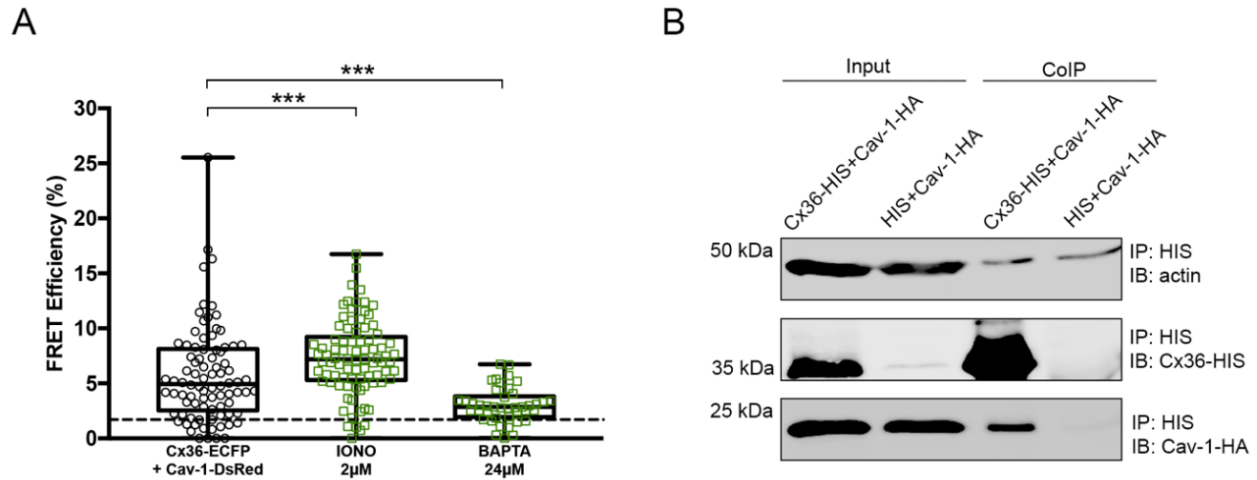 A
***
***
FRET Efficiency (%)
30
25
20
15
10
5
0
Cx36-ECFP
+ Cav-1-DsRed
IONO
2µM
BAPTA
24µM
B
Input
CoIP
Cx36-HIS+Cav-1-HA
HIS+Cav-1-HA
Cx36-HIS+Cav-1-HA
HIS+Cav-1-HA
50 kDa
IP: HIS
IB: actin
35 kDa
IP: HIS
IB: Cx36-HIS
25 kDa
IP: HIS
IB: Cav-1-HA